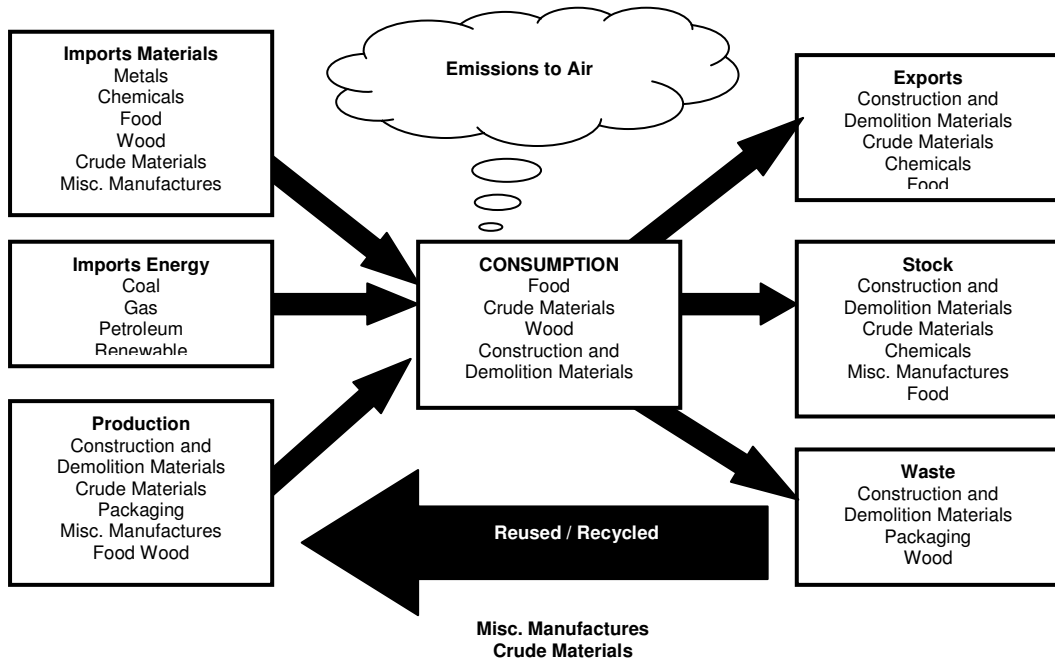 Imports Materials
Metals
Chemicals
Food
Wood
Crude Materials
Misc. Manufactures
Imports Energy
Coal
Gas
Petroleum
Renewable
Production
Construction and
Demolition Materials
Crude Materials
Packaging
Misc. Manufactures
Food Wood
Emissions to Air
CONSUMPTION
Food
Crude Materials
Wood
Construction and
Demolition Materials
Exports
Construction and
Demolition Materials
Crude Materials
Chemicals
Food
Stock
Construction and
Demolition Materials
Crude Materials
Chemicals
Misc. Manufactures
Food
Waste
Construction and
Demolition Materials
Packaging
Wood
Reused / Recycled
Misc. Manufactures
Crude Materials